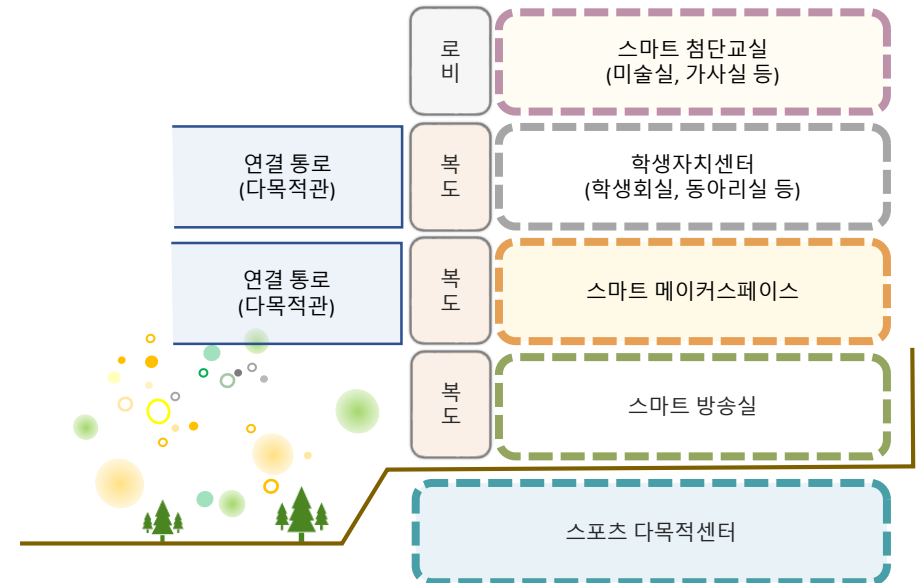 로비
스마트 첨단교실
(미술실, 가사실 등)
연결 통로
(다목적관)
복도
학생자치센터
(학생회실, 동아리실 등)
연결 통로
(다목적관)
복도
스마트 메이커스페이스
복도
스마트 방송실
스포츠 다목적센터